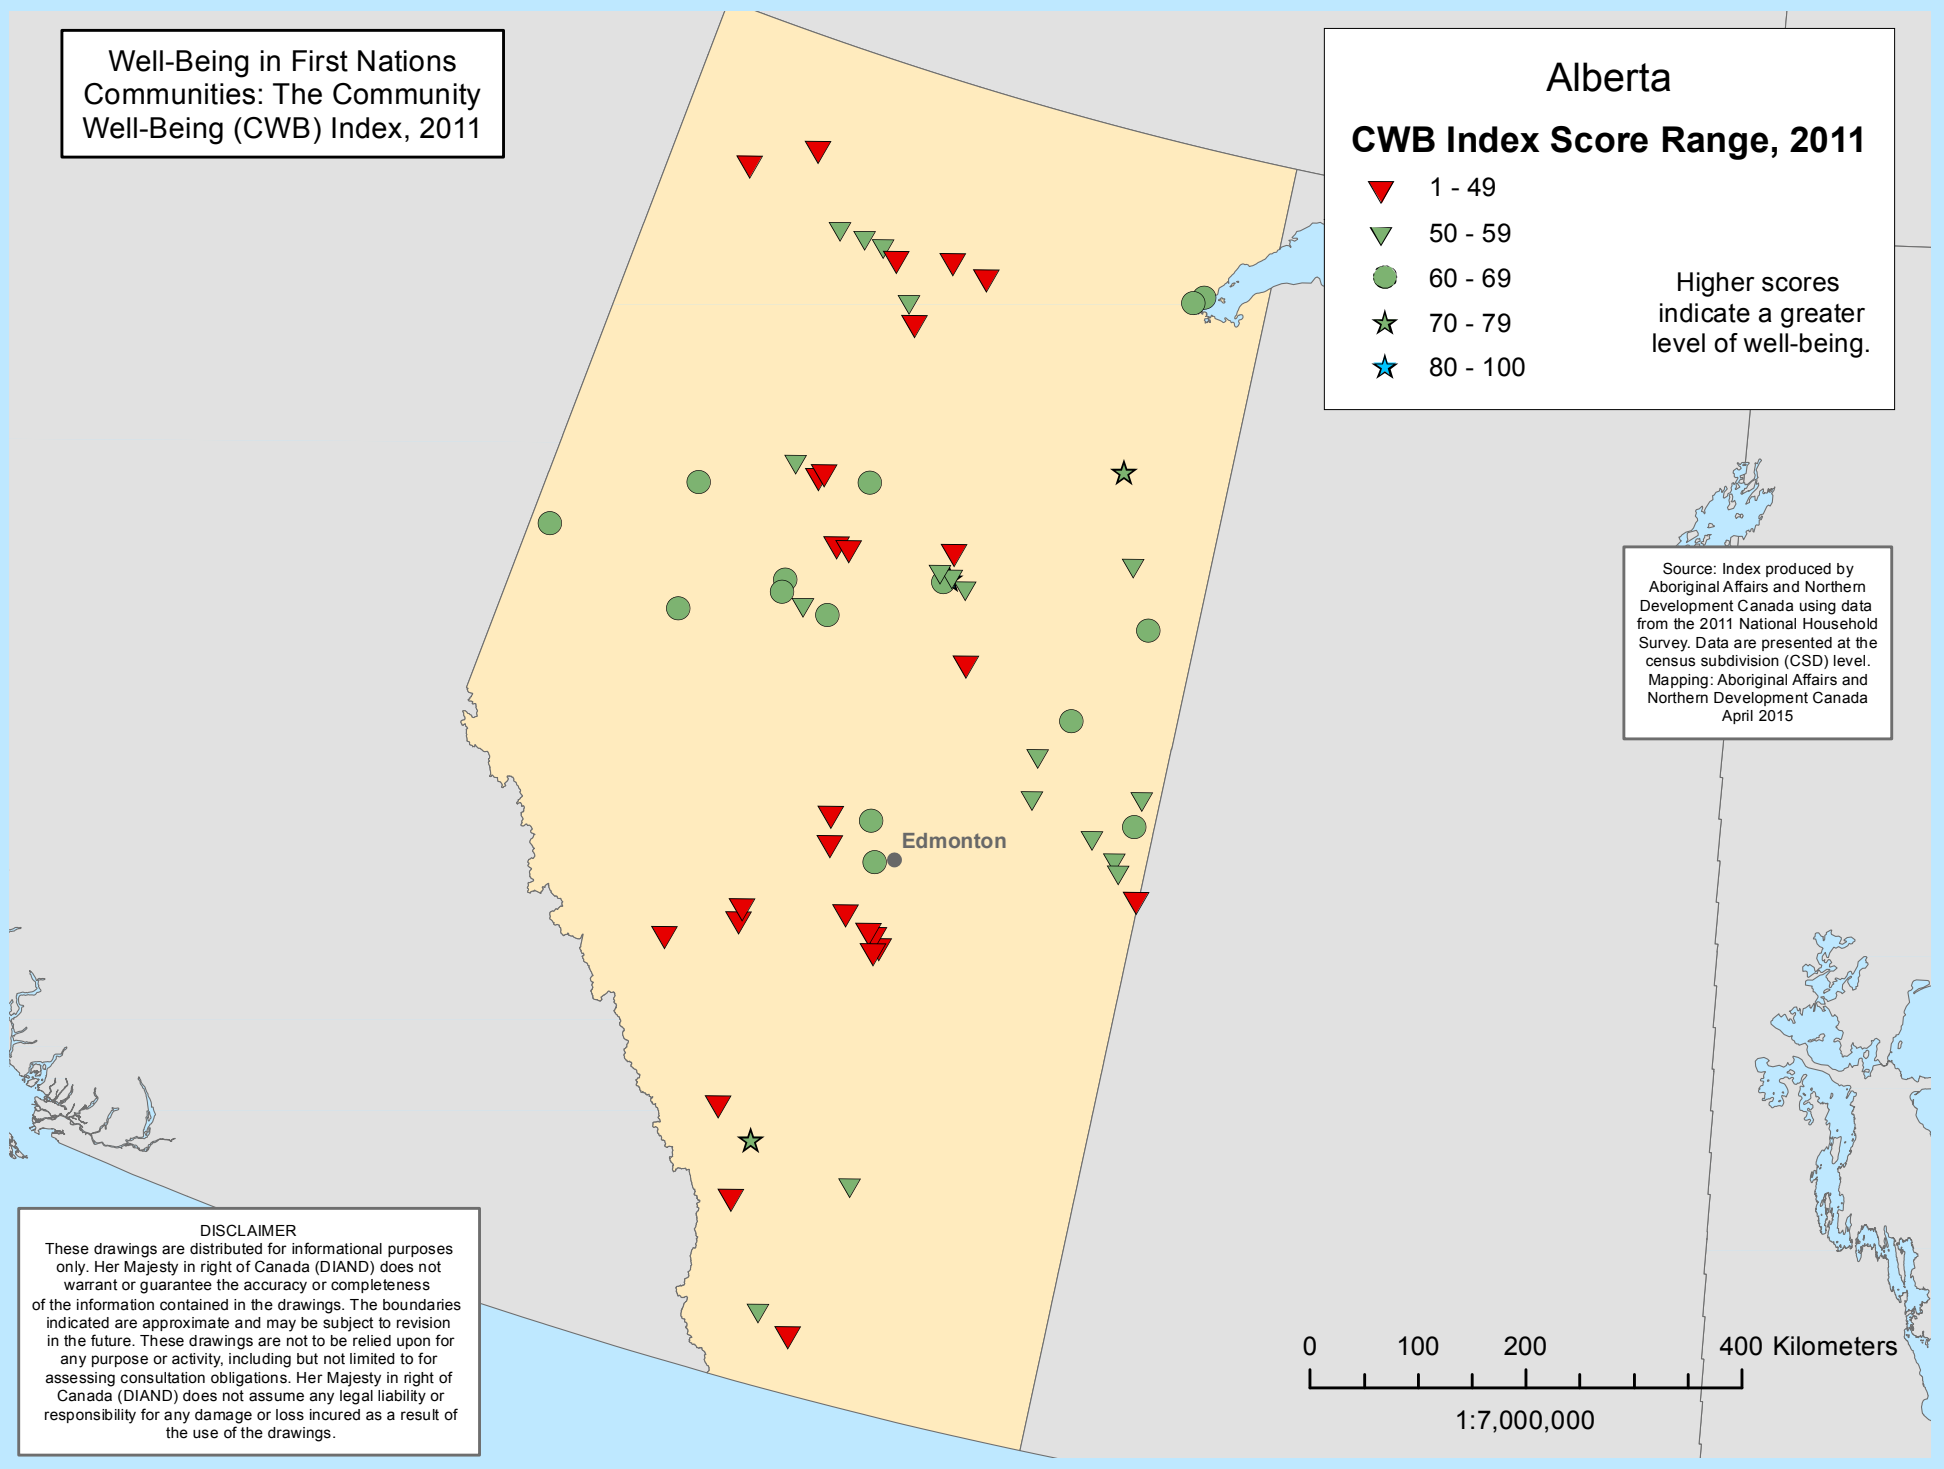 Well-Being in First Nations
Communities: The Community
Well-Being (CWB) Index, 2011
Alberta
CWB Index Score Range, 2011
1 - 49
50 - 59
60 - 69
70 - 79
80 - 100
Higher scores
indicate a greater
level of well-being.
Source: Index produced by
Aboriginal Affairs and Northern
Development Canada using data
from the 2011 National Household
Survey. Data are presented at the
census subdivision (CSD) level.
Mapping: Aboriginal Affairs and
Northern Development Canada
April 2015
Edmonton
DISCLAIMER
These drawings are distributed for informational purposes
only. Her Majesty in right of Canada (DIAND) does not
warrant or guarantee the accuracy or completeness
of the information contained in the drawings. The boundaries
indicated are approximate and may be subject to revision
in the future. These drawings are not to be relied upon for
any purpose or activity, including but not limited to for
assessing consultation obligations. Her Majesty in right of
Canada (DIAND) does not assume any legal liability or
responsibility for any damage or loss incured as a result of
the use of the drawings.
0 100 200 400 Kilometers
1:7,000,000